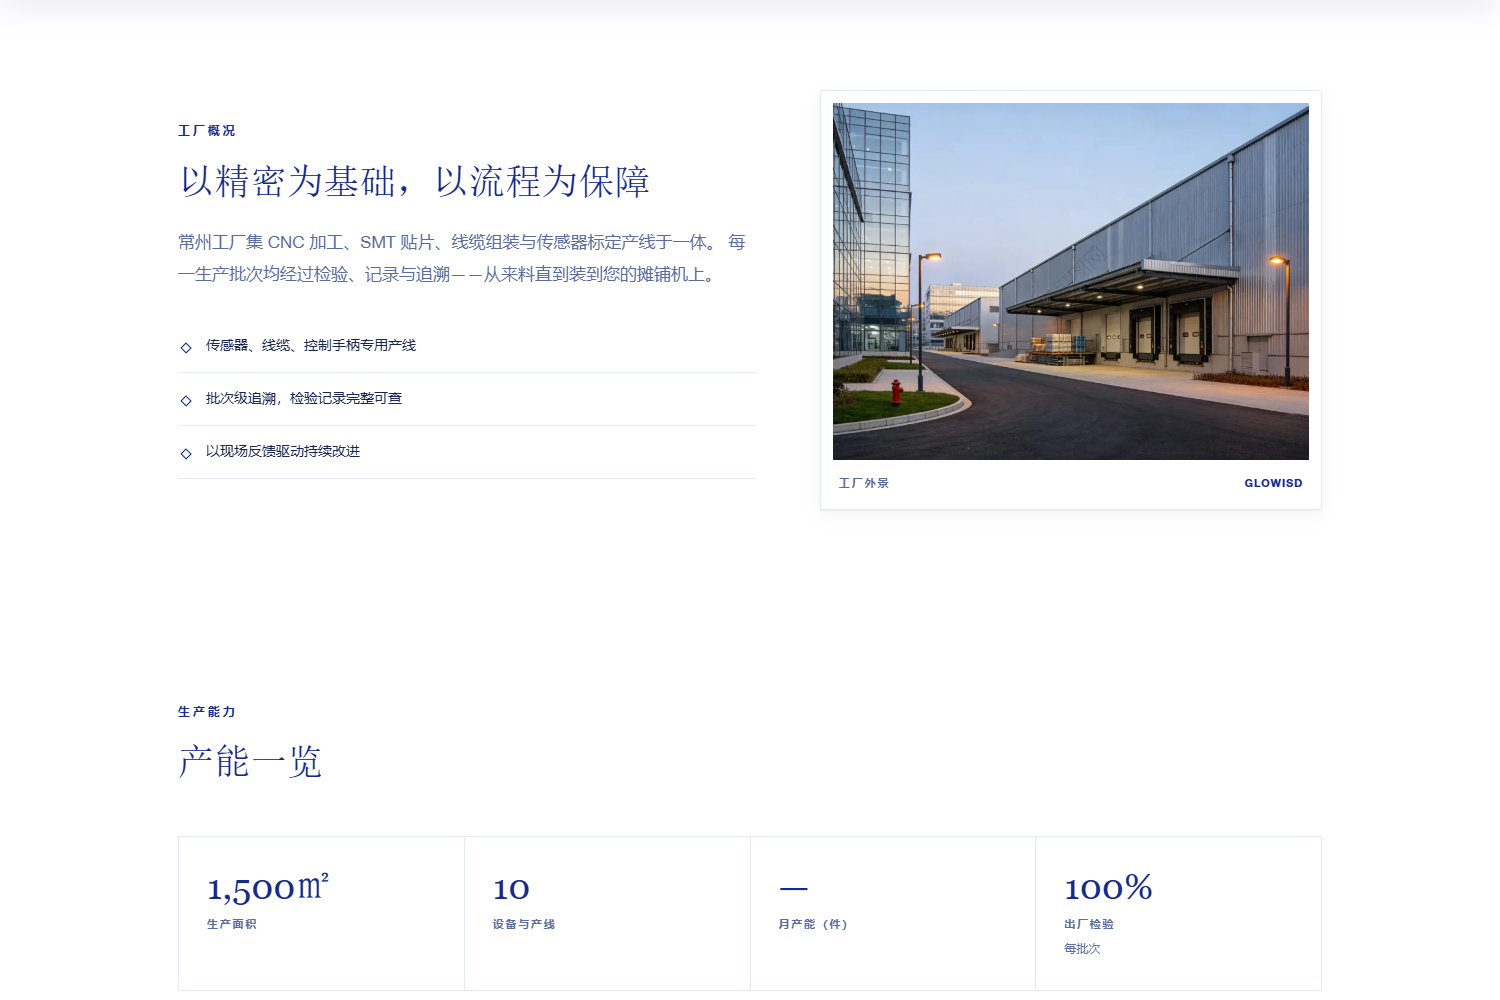 工厂概况
以精密为基础，以流程为保障
常州工厂集 CNC 加工、SMT 贴片、线缆组装与传感器标定产线于一体。 每
一生产批次均经过检验、记录与追溯——从来料直到装到您的摊铺机上。
传感器、线缆、控制手柄专用产线
批次级追溯，检验记录完整可查
以现场反馈驱动持续改进
工厂外景
GLOWISD
生产能力
产能一览
1,500㎡
生产面积
10
设备与产线
—
月产能（件）
100%
出厂检验
每批次